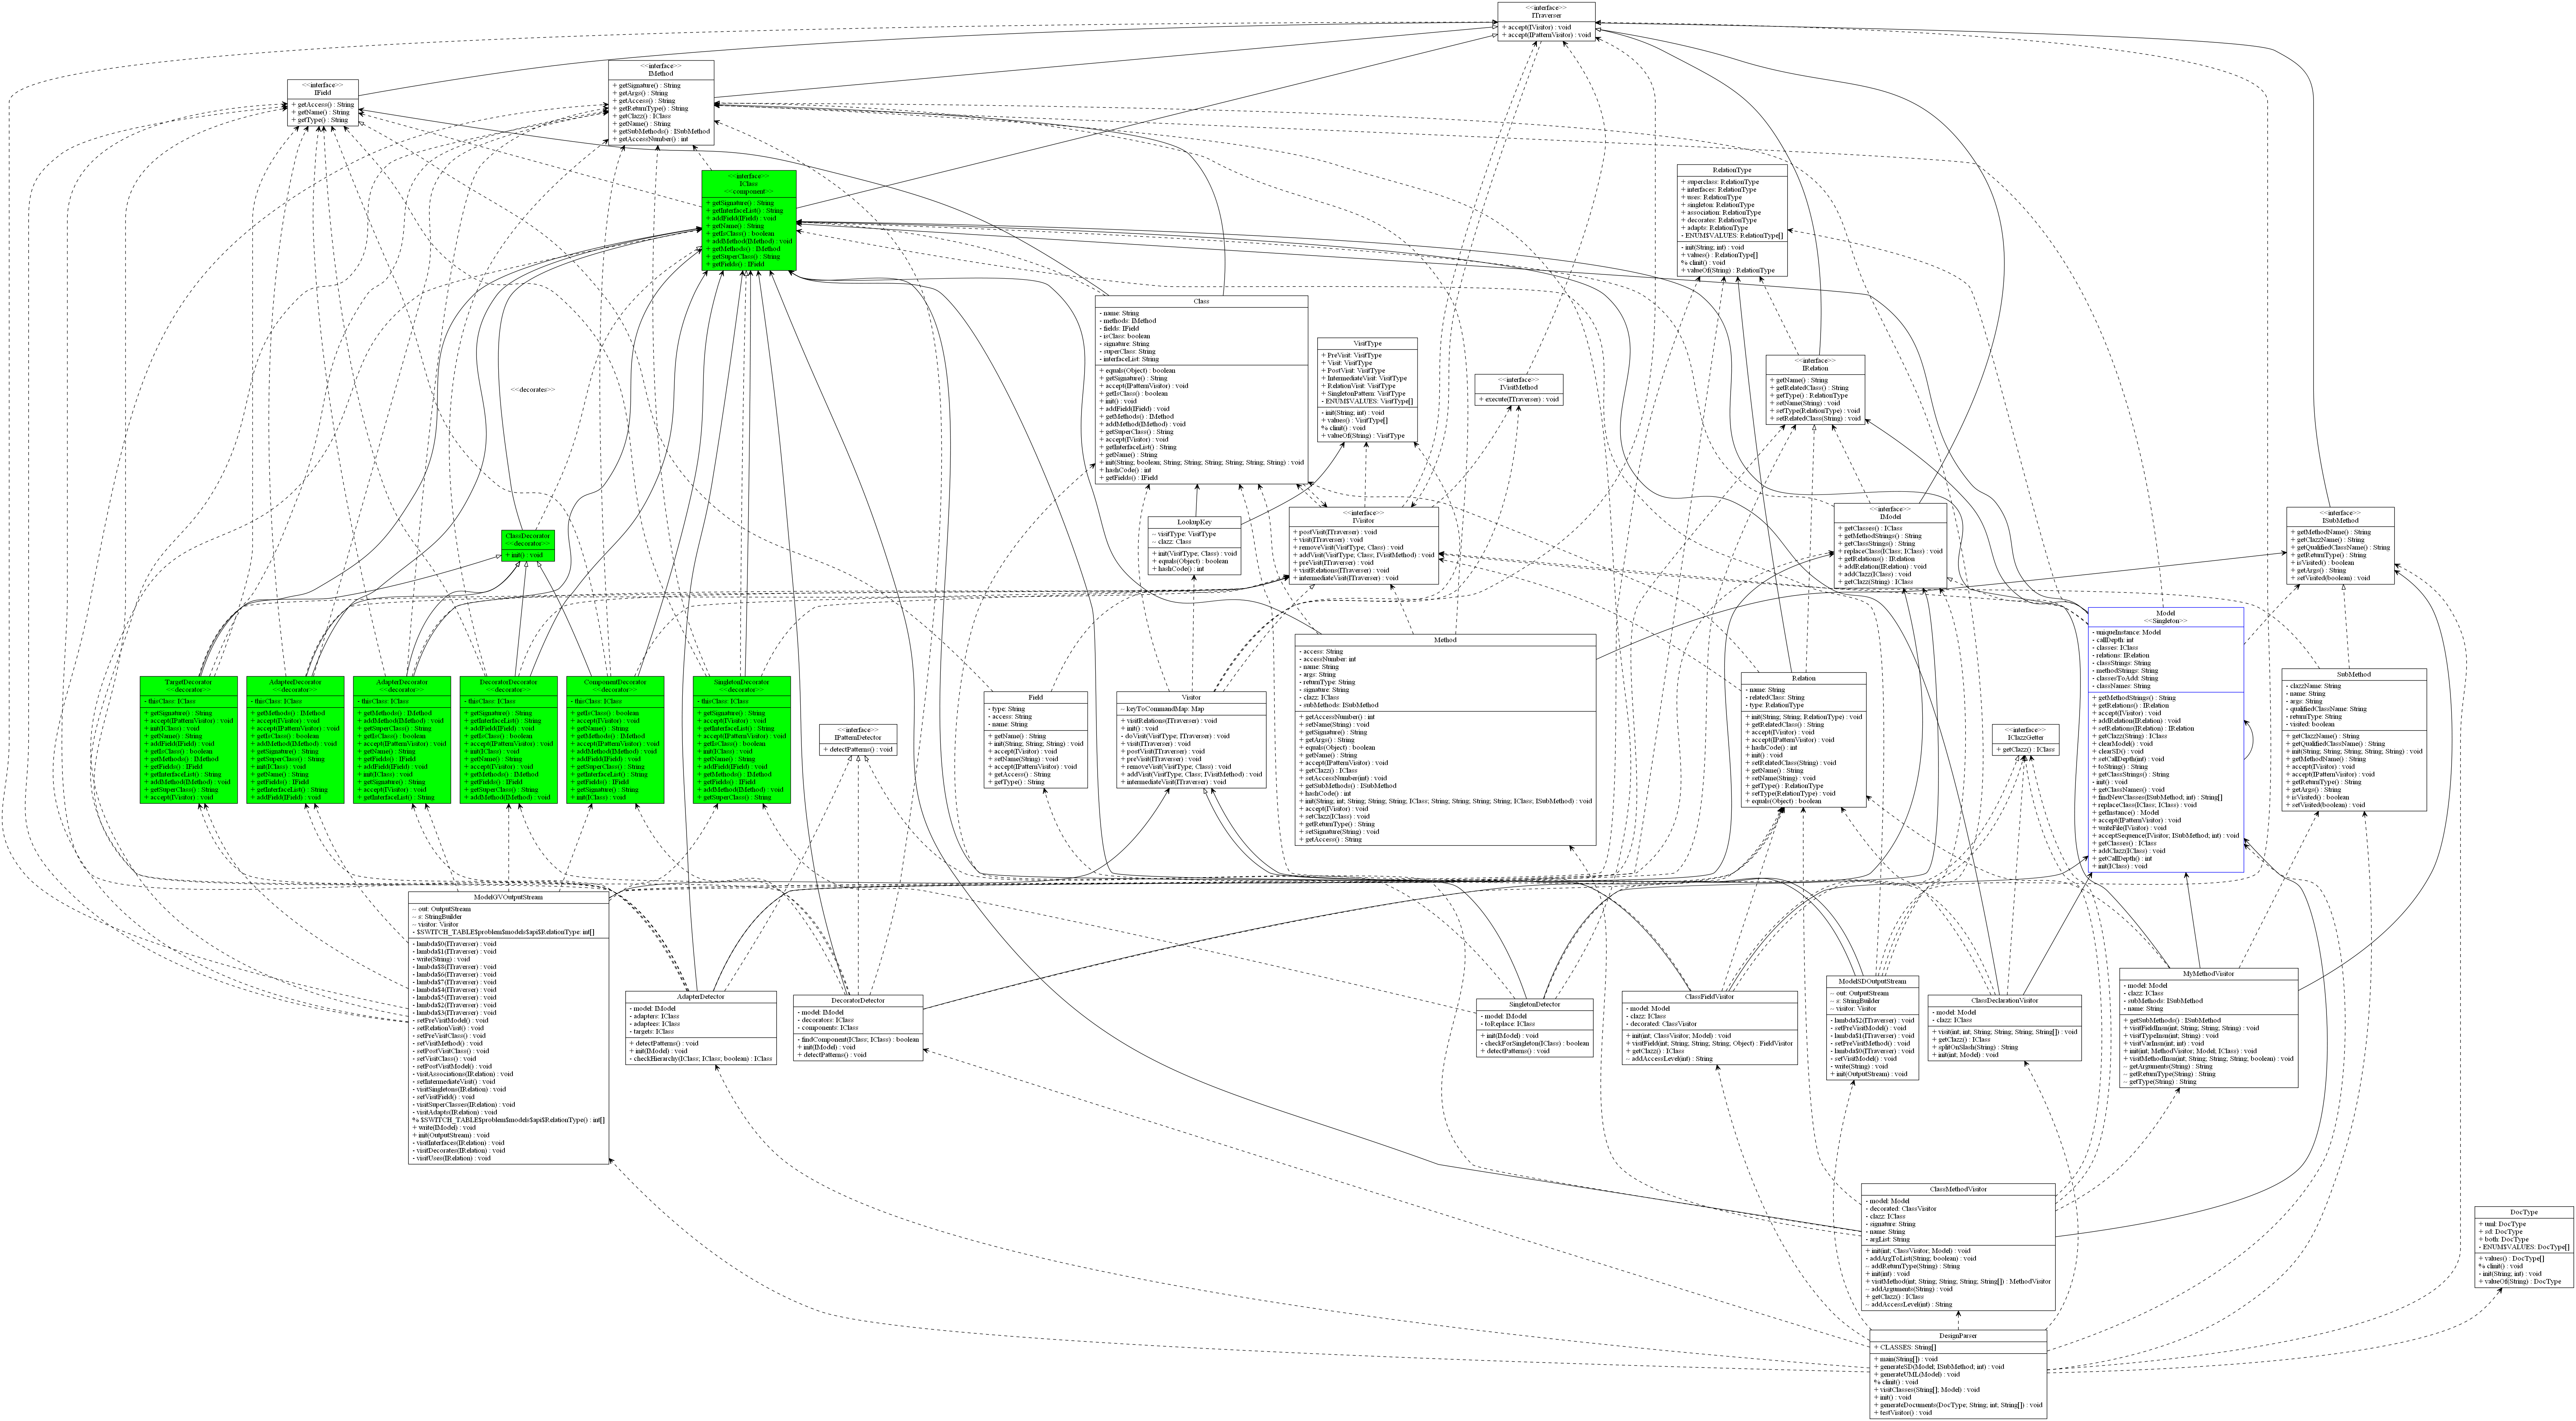 <<interface>>
ITraverser
+ accept(IVisitor) : void
+ accept(IPatternVisitor) : void
<<interface>>
IField
+ getAccess() : String
+ getName() : String
+ getType() : String
<<interface>>
IMethod
+ getSignature() : String
+ getArgs() : String
+ getAccess() : String
+ getReturnType() : String
+ getClazz() : IClass
+ getName() : String
+ getSubMethods() : ISubMethod
+ getAccessNumber() : int
<<interface>>
IClass
<<component>>
+ getSignature() : String
+ getInterfaceList() : String
+ addField(IField) : void
+ getName() : String
+ getIsClass() : boolean
+ addMethod(IMethod) : void
+ getMethods() : IMethod
+ getSuperClass() : String
+ getFields() : IField
RelationType
+ superclass: RelationType
+ interfaces: RelationType
+ uses: RelationType
+ singleton: RelationType
+ association: RelationType
+ decorates: RelationType
+ adapts: RelationType
- ENUM$VALUES: RelationType[]
- init(String; int) : void
+ values() : RelationType[]
% clinit() : void
+ valueOf(String) : RelationType
Class
- name: String
- methods: IMethod
- fields: IField
- isClass: boolean
- signature: String
- superClass: String
- interfaceList: String
+ equals(Object) : boolean
+ getSignature() : String
+ accept(IPatternVisitor) : void
+ getIsClass() : boolean
+ init() : void
+ addField(IField) : void
+ getMethods() : IMethod
+ addMethod(IMethod) : void
+ getSuperClass() : String
+ accept(IVisitor) : void
+ getInterfaceList() : String
+ getName() : String
+ init(String; boolean; String; String; String; String; String; String) : void
+ hashCode() : int
+ getFields() : IField
VisitType
+ PreVisit: VisitType
+ Visit: VisitType
+ PostVisit: VisitType
+ IntermediateVisit: VisitType
+ RelationVisit: VisitType
+ SingletonPattern: VisitType
- ENUM$VALUES: VisitType[]
- init(String; int) : void
+ values() : VisitType[]
% clinit() : void
+ valueOf(String) : VisitType
<<interface>>
IVisitMethod
+ execute(ITraverser) : void
<<interface>>
IRelation
+ getName() : String
+ getRelatedClass() : String
+ getType() : RelationType
+ setName(String) : void
+ setType(RelationType) : void
+ setRelatedClass(String) : void
<<decorates>>
ClassDecorator
<<decorator>>
+ init() : void
LookupKey
~ visitType: VisitType
~ clazz: Class
+ init(VisitType; Class) : void
+ equals(Object) : boolean
+ hashCode() : int
<<interface>>
IVisitor
+ postVisit(ITraverser) : void
+ visit(ITraverser) : void
+ removeVisit(VisitType; Class) : void
+ addVisit(VisitType; Class; IVisitMethod) : void
+ preVisit(ITraverser) : void
+ visitRelations(ITraverser) : void
+ intermediateVisit(ITraverser) : void
<<interface>>
IModel
+ getClasses() : IClass
+ getMethodStrings() : String
+ getClassStrings() : String
+ replaceClass(IClass; IClass) : void
+ getRelations() : IRelation
+ addRelation(IRelation) : void
+ addClazz(IClass) : void
+ getClazz(String) : IClass
<<interface>>
ISubMethod
+ getMethodName() : String
+ getClazzName() : String
+ getQualifiedClassName() : String
+ getReturnType() : String
+ isVisited() : boolean
+ getArgs() : String
+ setVisited(boolean) : void
TargetDecorator
<<decorator>>
- thisClass: IClass
+ getSignature() : String
+ accept(IPatternVisitor) : void
+ init(IClass) : void
+ getName() : String
+ addField(IField) : void
+ getIsClass() : boolean
+ getMethods() : IMethod
+ getFields() : IField
+ getInterfaceList() : String
+ addMethod(IMethod) : void
+ getSuperClass() : String
+ accept(IVisitor) : void
AdapterDecorator
<<decorator>>
- thisClass: IClass
+ getMethods() : IMethod
+ accept(IVisitor) : void
+ accept(IPatternVisitor) : void
+ getIsClass() : boolean
+ addMethod(IMethod) : void
+ getSignature() : String
+ getSuperClass() : String
+ init(IClass) : void
+ getName() : String
+ getFields() : IField
+ getInterfaceList() : String
+ addField(IField) : void
AdapterDecorator
<<decorator>>
- thisClass: IClass
+ getMethods() : IMethod
+ addMethod(IMethod) : void
+ getSuperClass() : String
+ getIsClass() : boolean
+ accept(IPatternVisitor) : void
+ getName() : String
+ getFields() : IField
+ addField(IField) : void
+ init(IClass) : void
+ getSignature() : String
+ accept(IVisitor) : void
+ getInterfaceList() : String
DecoratorDecorator
<<decorator>>
- thisClass: IClass
+ getSignature() : String
+ getInterfaceList() : String
+ addField(IField) : void
+ getIsClass() : boolean
+ accept(IPatternVisitor) : void
+ init(IClass) : void
+ getName() : String
+ accept(IVisitor) : void
+ getMethods() : IMethod
+ getFields() : IField
+ getSuperClass() : String
+ addMethod(IMethod) : void
ComponentDecorator
<<decorator>>
- thisClass: IClass
+ getIsClass() : boolean
+ accept(IVisitor) : void
+ getName() : String
+ getMethods() : IMethod
+ accept(IPatternVisitor) : void
+ addMethod(IMethod) : void
+ addField(IField) : void
+ getSuperClass() : String
+ getInterfaceList() : String
+ getFields() : IField
+ getSignature() : String
+ init(IClass) : void
SingletonDecorator
<<decorator>>
- thisClass: IClass
+ getSignature() : String
+ accept(IVisitor) : void
+ getInterfaceList() : String
+ accept(IPatternVisitor) : void
+ getIsClass() : boolean
+ init(IClass) : void
+ getName() : String
+ addField(IField) : void
+ getMethods() : IMethod
+ getFields() : IField
+ addMethod(IMethod) : void
+ getSuperClass() : String
<<interface>>
IPatternDetector
+ detectPatterns() : void
Field
- type: String
- access: String
- name: String
+ getName() : String
+ init(String; String; String) : void
+ accept(IVisitor) : void
+ setName(String) : void
+ accept(IPatternVisitor) : void
+ getAccess() : String
+ getType() : String
Visitor
~ keyToCommandMap: Map
+ visitRelations(ITraverser) : void
+ init() : void
- doVisit(VisitType; ITraverser) : void
+ visit(ITraverser) : void
+ postVisit(ITraverser) : void
+ preVisit(ITraverser) : void
+ removeVisit(VisitType; Class) : void
+ addVisit(VisitType; Class; IVisitMethod) : void
+ intermediateVisit(ITraverser) : void
Method
- access: String
- accessNumber: int
- name: String
- args: String
- returnType: String
- signature: String
- clazz: IClass
- subMethods: ISubMethod
+ getAccessNumber() : int
+ setName(String) : void
+ getSignature() : String
+ getArgs() : String
+ equals(Object) : boolean
+ getName() : String
+ accept(IPatternVisitor) : void
+ getClazz() : IClass
+ setAccessNumber(int) : void
+ getSubMethods() : ISubMethod
+ hashCode() : int
+ init(String; int; String; String; String; IClass; String; String; String; String; IClass; ISubMethod) : void
+ accept(IVisitor) : void
+ setClazz(IClass) : void
+ getReturnType() : String
+ setSignature(String) : void
+ getAccess() : String
Relation
- name: String
- relatedClass: String
- type: RelationType
+ init(String; String; RelationType) : void
+ getRelatedClass() : String
+ accept(IVisitor) : void
+ accept(IPatternVisitor) : void
+ hashCode() : int
+ init() : void
+ setRelatedClass(String) : void
+ getName() : String
+ setName(String) : void
+ getType() : RelationType
+ setType(RelationType) : void
+ equals(Object) : boolean
<<interface>>
IClazzGetter
+ getClazz() : IClass
Model
<<Singleton>>
- uniqueInstance: Model
- callDepth: int
- classes: IClass
- relations: IRelation
- classStrings: String
- methodStrings: String
- classesToAdd: String
- classNames: String
+ getMethodStrings() : String
+ getRelations() : IRelation
+ accept(IVisitor) : void
+ addRelation(IRelation) : void
+ setRelations(IRelation) : void
+ getClazz(String) : IClass
+ clearModel() : void
+ clearSD() : void
+ setCallDepth(int) : void
+ toString() : String
+ getClassStrings() : String
- init() : void
+ getClassNames() : void
+ findNewClasses(ISubMethod; int) : String[]
+ replaceClass(IClass; IClass) : void
+ getInstance() : Model
+ accept(IPatternVisitor) : void
+ writeFile(IVisitor) : void
+ acceptSequence(IVisitor; ISubMethod; int) : void
+ getClasses() : IClass
+ addClazz(IClass) : void
+ getCallDepth() : int
+ init(IClass) : void
SubMethod
- clazzName: String
- name: String
- args: String
- qualifiedClassName: String
- returnType: String
- visited: boolean
+ getClazzName() : String
+ getQualifiedClassName() : String
+ init(String; String; String; String; String) : void
+ getMethodName() : String
+ accept(IVisitor) : void
+ accept(IPatternVisitor) : void
+ getReturnType() : String
+ getArgs() : String
+ isVisited() : boolean
+ setVisited(boolean) : void
ModelGVOutputStream
~ out: OutputStream
~ s: StringBuilder
~ visitor: Visitor
- $SWITCH_TABLE$problem$models$api$RelationType: int[]
- lambda$0(ITraverser) : void
- lambda$1(ITraverser) : void
- write(String) : void
- lambda$8(ITraverser) : void
- lambda$6(ITraverser) : void
- lambda$7(ITraverser) : void
- lambda$4(ITraverser) : void
- lambda$5(ITraverser) : void
- lambda$2(ITraverser) : void
- lambda$3(ITraverser) : void
- setPreVisitModel() : void
- setRelationVisit() : void
- setPreVisitClass() : void
- setVisitMethod() : void
- setPostVisitClass() : void
- setVisitClass() : void
- setPostVisitModel() : void
- visitAssociations(IRelation) : void
- setIntermediateVisit() : void
- visitSingletons(IRelation) : void
- setVisitField() : void
- visitSuperClasses(IRelation) : void
- visitAdapts(IRelation) : void
% $SWITCH_TABLE$problem$models$api$RelationType() : int[]
+ write(IModel) : void
+ init(OutputStream) : void
- visitInterfaces(IRelation) : void
- visitDecorates(IRelation) : void
- visitUses(IRelation) : void
AdapterDetector
- model: IModel
- adapters: IClass
- adaptees: IClass
- targets: IClass
+ detectPatterns() : void
+ init(IModel) : void
- checkHierarchy(IClass; IClass; boolean) : IClass
DecoratorDetector
- model: IModel
- decorators: IClass
- components: IClass
- findComponent(IClass; IClass) : boolean
+ init(IModel) : void
+ detectPatterns() : void
SingletonDetector
- model: IModel
- toReplace: IClass
+ init(IModel) : void
- checkForSingleton(IClass) : boolean
+ detectPatterns() : void
ClassFieldVisitor
- model: Model
- clazz: IClass
- decorated: ClassVisitor
+ init(int; ClassVisitor; Model) : void
+ visitField(int; String; String; String; Object) : FieldVisitor
+ getClazz() : IClass
~ addAccessLevel(int) : String
ModelSDOutputStream
~ out: OutputStream
~ s: StringBuilder
~ visitor: Visitor
- lambda$2(ITraverser) : void
- setPreVisitModel() : void
- lambda$1(ITraverser) : void
- setPreVisitMethod() : void
- lambda$0(ITraverser) : void
- setVisitModel() : void
- write(String) : void
+ init(OutputStream) : void
ClassDeclarationVisitor
- model: Model
- clazz: IClass
+ visit(int; int; String; String; String; String[]) : void
+ getClazz() : IClass
+ splitOnSlash(String) : String
+ init(int; Model) : void
MyMethodVisitor
- model: Model
- clazz: IClass
- subMethods: ISubMethod
- name: String
+ getSubMethods() : ISubMethod
+ visitFieldInsn(int; String; String; String) : void
+ visitTypeInsn(int; String) : void
+ visitVarInsn(int; int) : void
+ init(int; MethodVisitor; Model; IClass) : void
+ visitMethodInsn(int; String; String; String; boolean) : void
~ getArguments(String) : String
~ getReturnType(String) : String
~ getType(String) : String
ClassMethodVisitor
- model: Model
- decorated: ClassVisitor
- clazz: IClass
- signature: String
- name: String
- argList: String
+ init(int; ClassVisitor; Model) : void
- addArgToList(String; boolean) : void
~ addReturnType(String) : String
+ init(int) : void
+ visitMethod(int; String; String; String; String[]) : MethodVisitor
~ addArguments(String) : void
+ getClazz() : IClass
~ addAccessLevel(int) : String
DocType
+ uml: DocType
+ sd: DocType
+ both: DocType
- ENUM$VALUES: DocType[]
+ values() : DocType[]
% clinit() : void
- init(String; int) : void
+ valueOf(String) : DocType
DesignParser
+ CLASSES: String[]
+ main(String[]) : void
+ generateSD(Model; ISubMethod; int) : void
+ generateUML(Model) : void
% clinit() : void
+ visitClasses(String[]; Model) : void
+ init() : void
+ generateDocuments(DocType; String; int; String[]) : void
+ testVisitor() : void